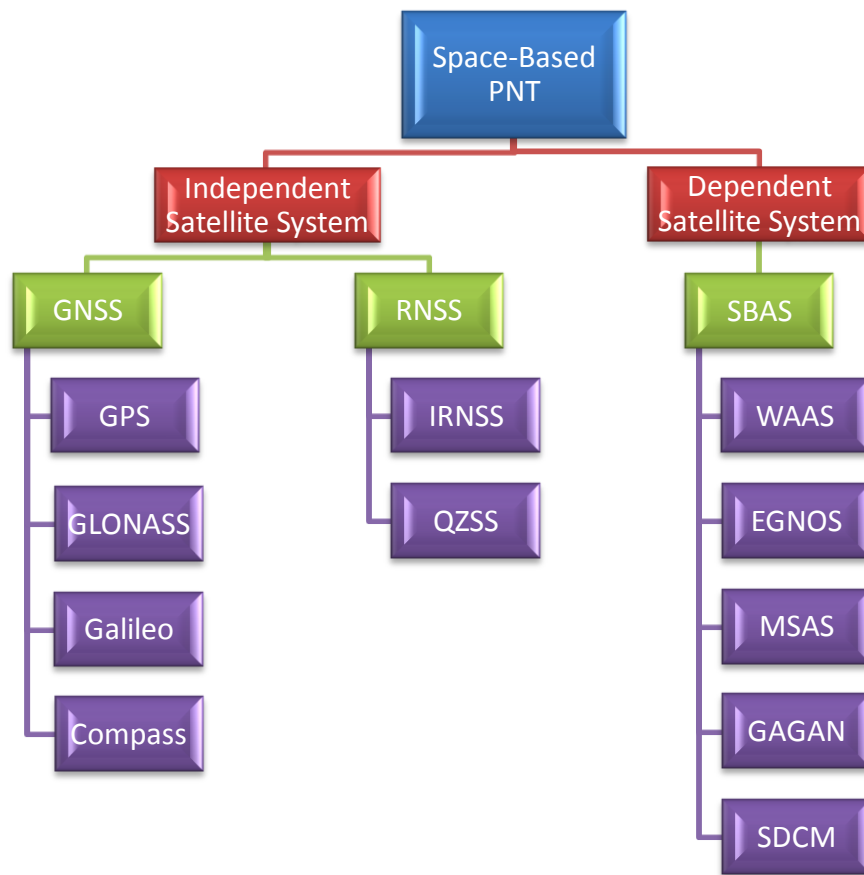 Space-Based
PNT
Independent
Satellite System
Dependent
Satellite System
GNSS
RNSS
SBAS
GPS
IRNSS
WAAS
GLONASS
QZSS
EGNOS
Galileo
MSAS
Compass
GAGAN
SDCM